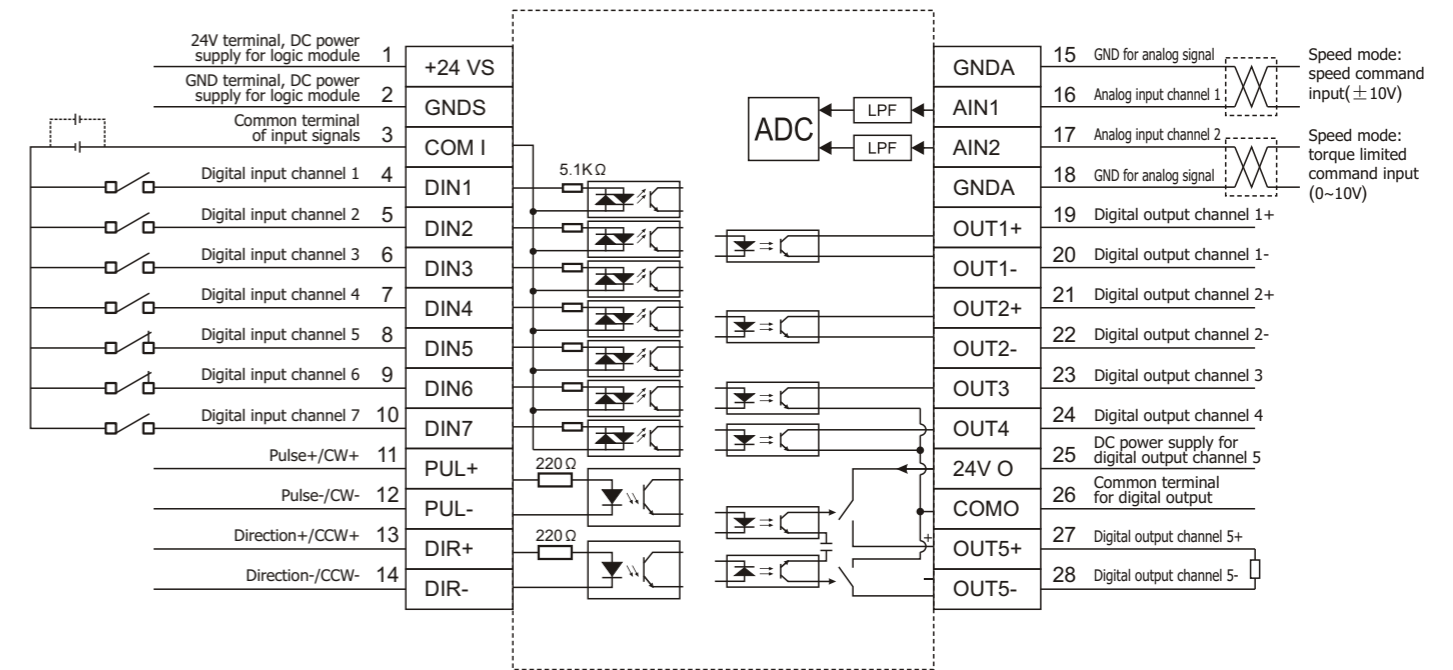 24V terminal, DC power
supply for logic module
1
+24 VS
GND terminal, DC power
supply for logic module
2
GNDS
Common terminal
of input signals
3
COM I
Digital input channel 1
4
DIN1
Digital input channel 2
5
DIN2
Digital input channel 3
6
DIN3
Digital input channel 4
7
DIN4
Digital input channel 5
8
DIN5
Digital input channel 6
9
DIN6
Digital input channel 7
10
DIN7
Pulse+/CW+
11
PUL+
Pulse-/CW-
12
PUL-
Direction+/CCW+
13
DIR+
Direction-/CCW-
14
DIR-
5.1KΩ
220Ω
220Ω
ADC
LPF
LPF
+
−
GNDA
15
GND for analog signal
AIN1
16
Analog input channel 1
Speed mode:
speed command
input(±10V)
AIN2
17
Analog input channel 2
GNDA
18
GND for analog signal
Speed mode:
torque limited
command input
(0~10V)
OUT1+
19
Digital output channel 1+
OUT1-
20
Digital output channel 1-
OUT2+
21
Digital output channel 2+
OUT2-
22
Digital output channel 2-
OUT3
23
Digital output channel 3
OUT4
24
Digital output channel 4
24V O
25
DC power supply for
digital output channel 5
COMO
26
Common terminal
for digital output
OUT5+
27
Digital output channel 5+
OUT5-
28
Digital output channel 5-